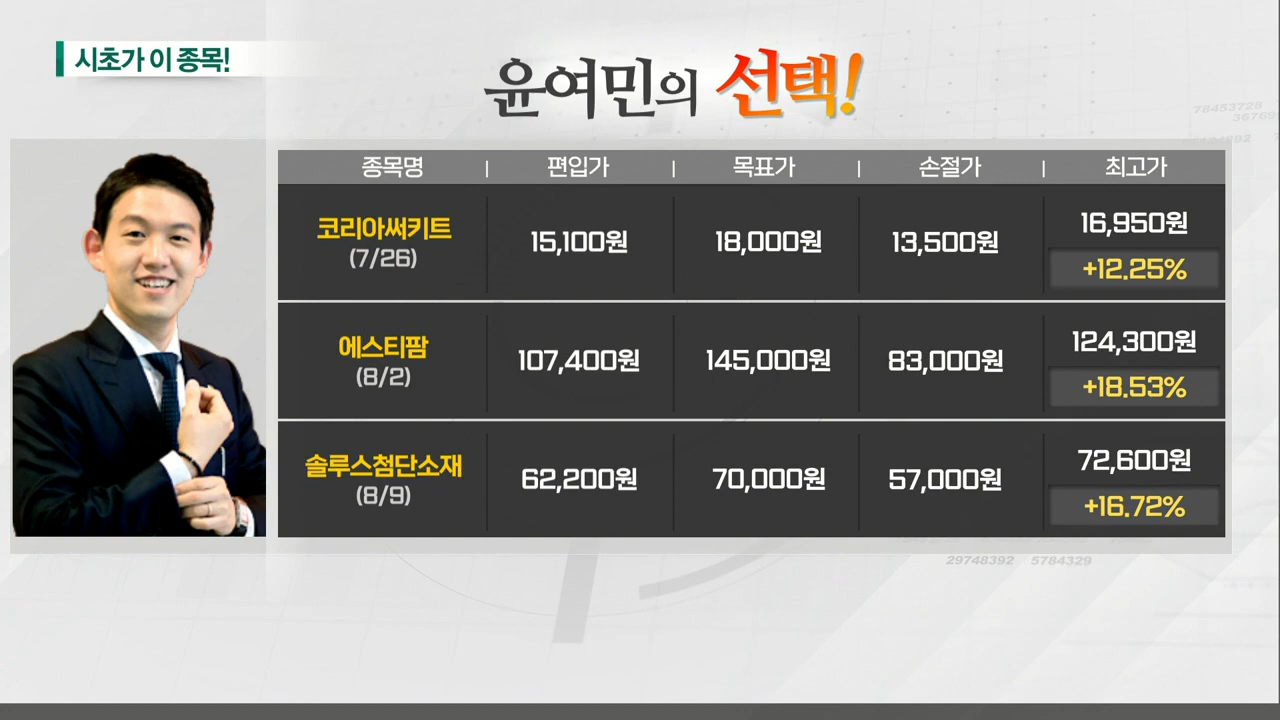 시초가 이 종목!
윤여민의 선택!
종목명 | 편입가 | 목표가 | 손절가 | 최고가
코리아써키트
(7/26)
15,100원
18,000원
13,500원
16,950원
+12.25%
에스티팜
(8/2)
107,400원
145,000원
83,000원
124,300원
+18.53%
솔루스첨단소재
(8/9)
62,200원
70,000원
57,000원
72,600원
+16.72%
78453728
29748392 5784329